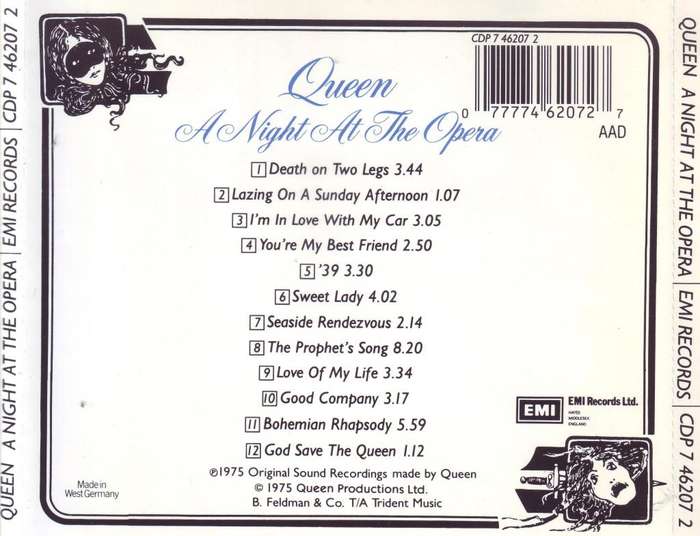 QUEEN A NIGHT AT THE OPERA EMI RECORDS CDP 7 46207 2
CDP 7 46207 2
0 77774 62072 7
AAD
Queen
A Night At The Opera
1 Death on Two Legs 3.44
2 Lazing On A Sunday Afternoon 1.07
3 I'm In Love With My Car 3.05
4 You're My Best Friend 2.50
5 '39 3.30
6 Sweet Lady 4.02
7 Seaside Rendezvous 2.14
8 The Prophet's Song 8.20
9 Love Of My Life 3.34
10 Good Company 3.17
11 Bohemian Rhapsody 5.59
12 God Save The Queen 1.12
℗1975 Original Sound Recordings made by Queen
© 1975 Queen Productions Ltd.
B. Feldman & Co. T/A Trident Music
Made in
West Germany
EMI
EMI Records Ltd.
HAYES
MIDDLESEX
ENGLAND
QUEEN A NIGHT AT THE OPERA EMI RECORDS CDP 7 46207 2